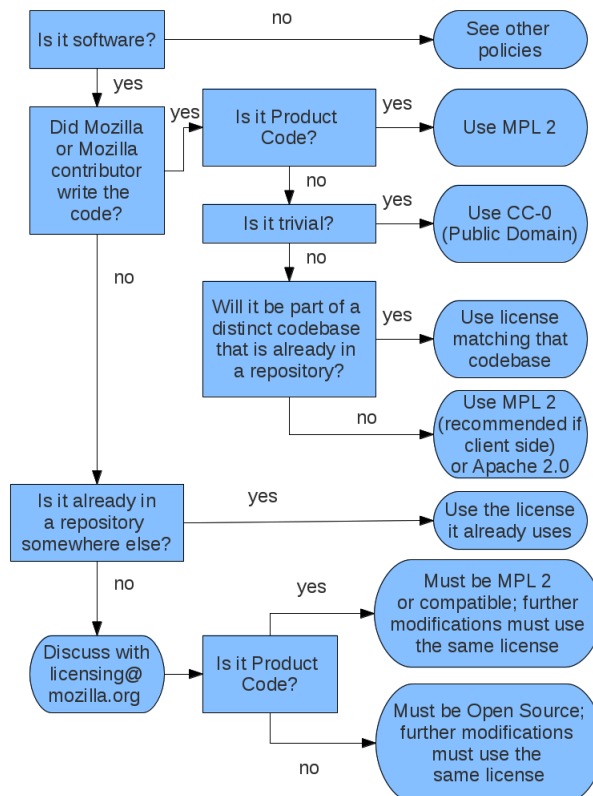 Is it software?
no
See other
policies
yes
Did Mozilla
or Mozilla
contributor
write the
code?
yes
Is it Product
Code?
yes
Use MPL 2
no
Is it trivial?
yes
Use CC-0
(Public Domain)
no
Will it be part of a
distinct codebase
that is already in
a repository?
yes
Use license
matching that
codebase
no
Use MPL 2
(recommended if
client side)
or Apache 2.0
no
Is it already in
a repository
somewhere else?
yes
Use the license
it already uses
no
Discuss with
licensing@
mozilla.org
Is it Product
Code?
yes
Must be MPL 2
or compatible; further
modifications must use
the same license
no
Must be Open Source;
further modifications
must use the
same license